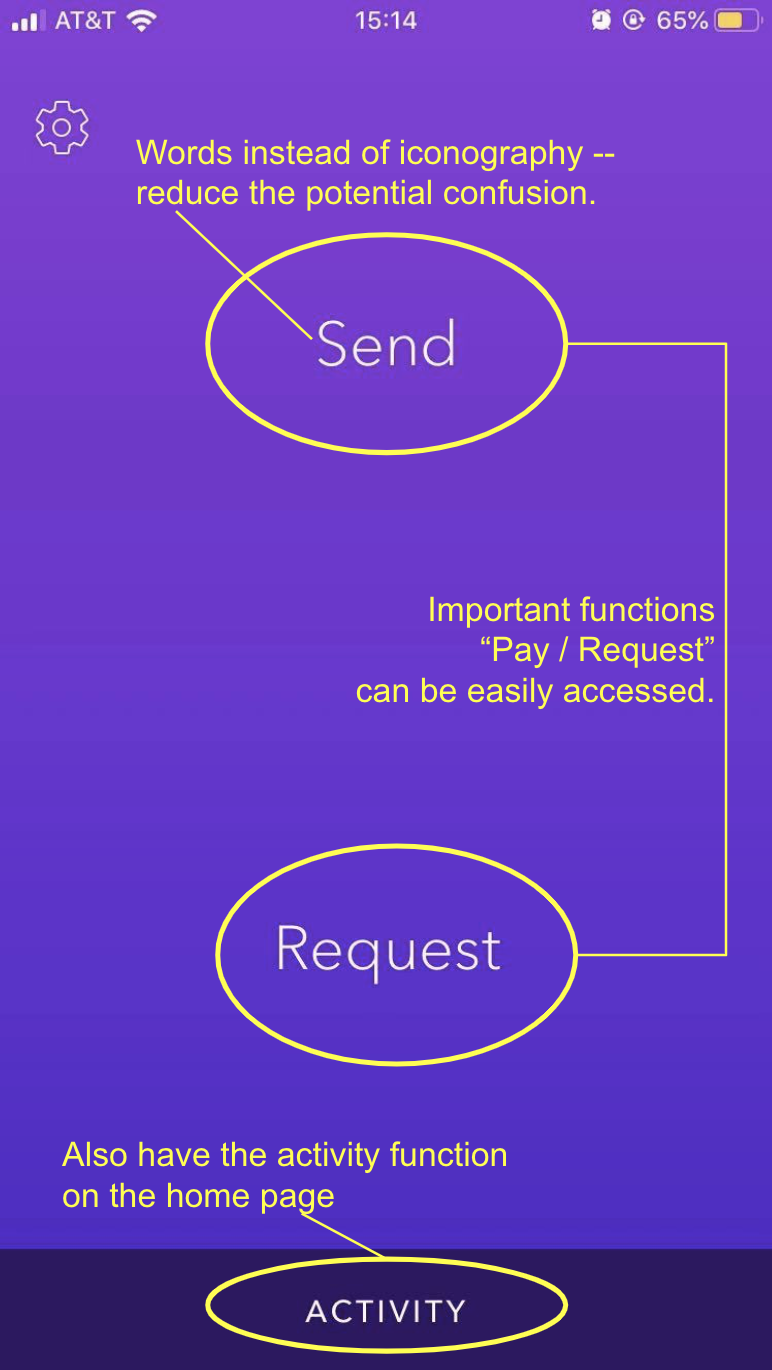 AT&T 15:14 65%
Words instead of iconography --
reduce the potential confusion.
Send
Important functions
“Pay / Request”
can be easily accessed.
Request
Also have the activity function
on the home page
ACTIVITY